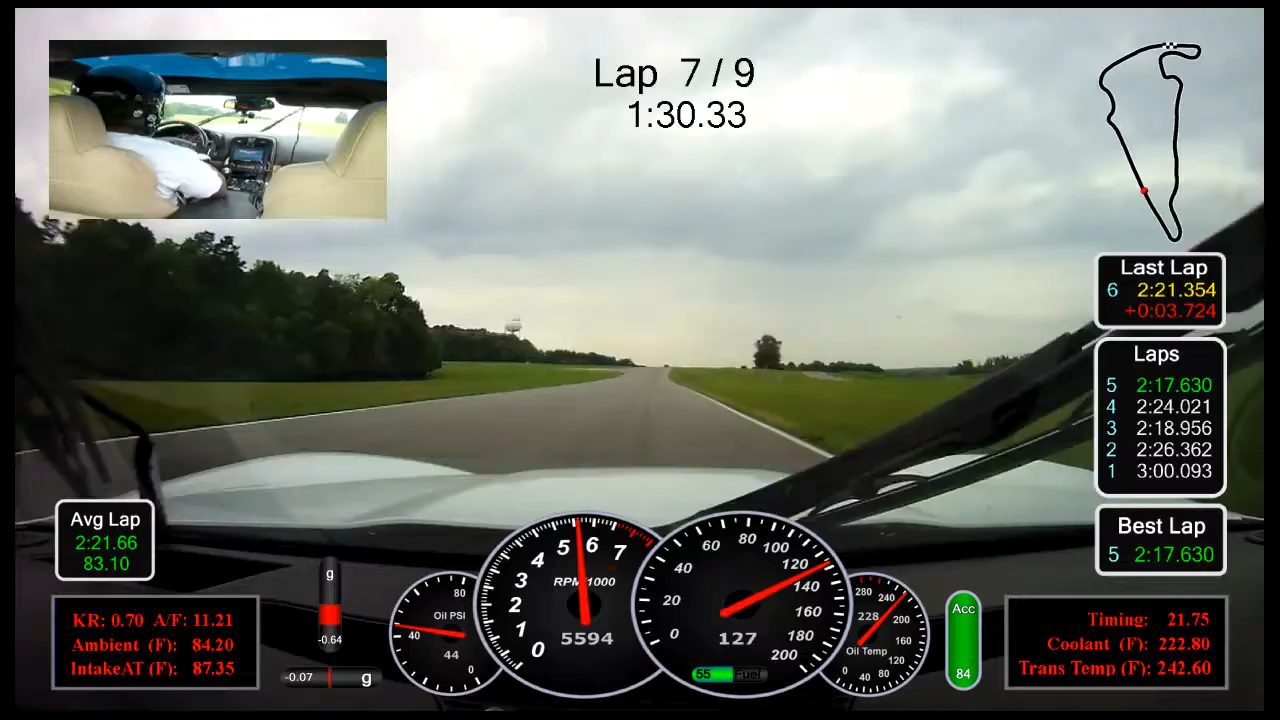 Lap 7 / 9
1:30.33
Last Lap
6 2:21.354
+0:03.724
Laps
5 2:17.630
4 2:24.021
3 2:18.956
2 2:26.362
1 3:00.093
Best Lap
5 2:17.630
Avg Lap
2:21.66
83.10
KR: 0.70 A/F: 11.21
Ambient (F): 84.20
IntakeAT (F): 87.35
g
-0.64
-0.07 g
80
Oil PSI
40
44
0
0 1 2 3 4 5 6 7
RPM*1000
5594
0 20 40 60 80 100 120 140 160 180 200
127
55 Fuel
280 240
228 200
160
Oil Temp
120
0 40 80
Acc
84
Timing: 21.75
Coolant (F): 222.80
Trans Temp (F): 242.60